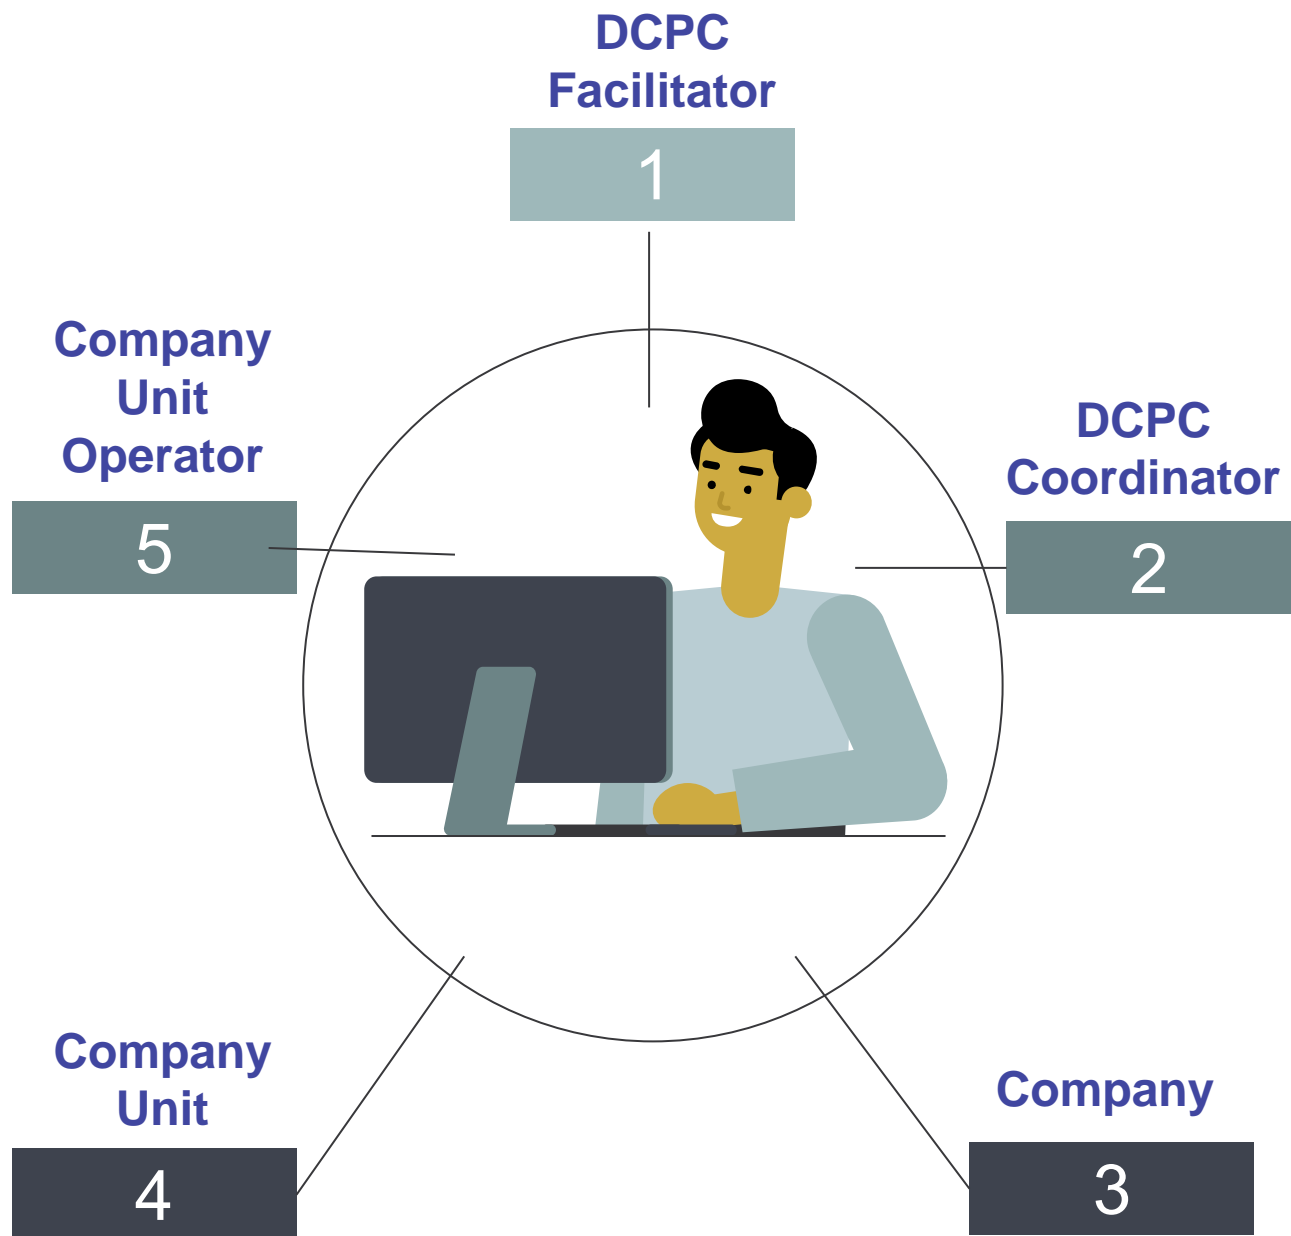 DCPC
Facilitator
1
DCPC
Coordinator
2
Company
3
Company
Unit
4
Company
Unit
Operator
5